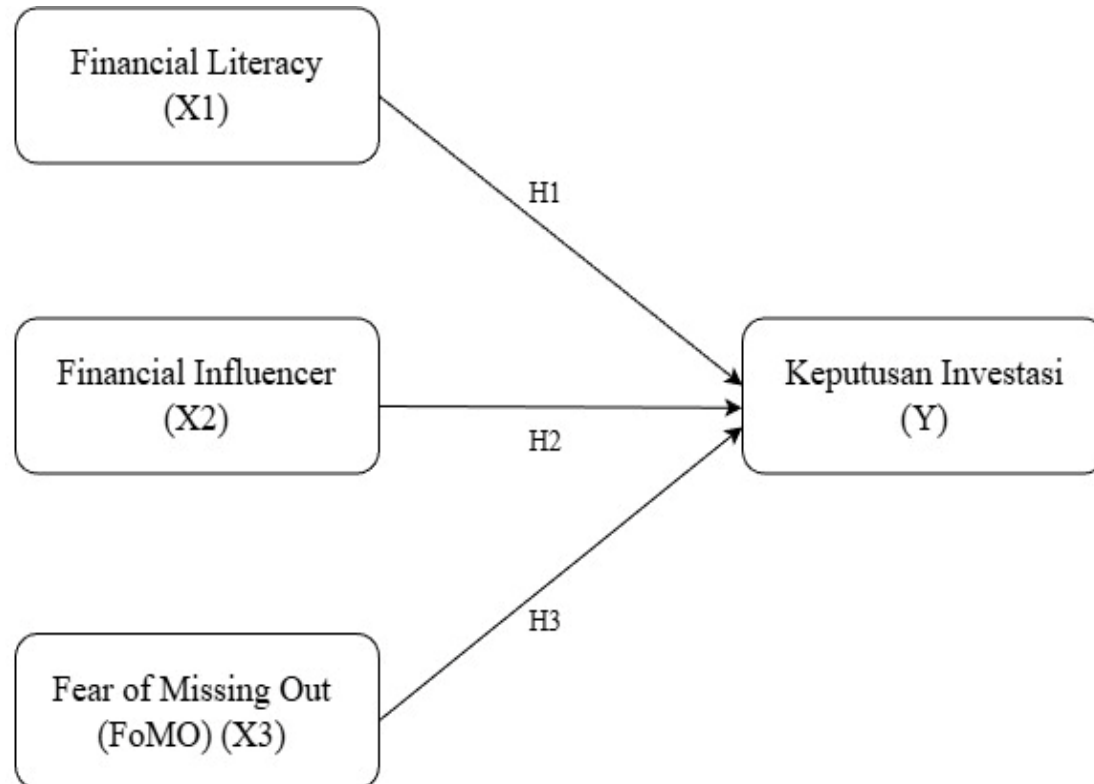 Financial Literacy
(X1)
H1
Financial Influencer
(X2)
H2
Keputusan Investasi
(Y)
H3
Fear of Missing Out
(FoMO) (X3)